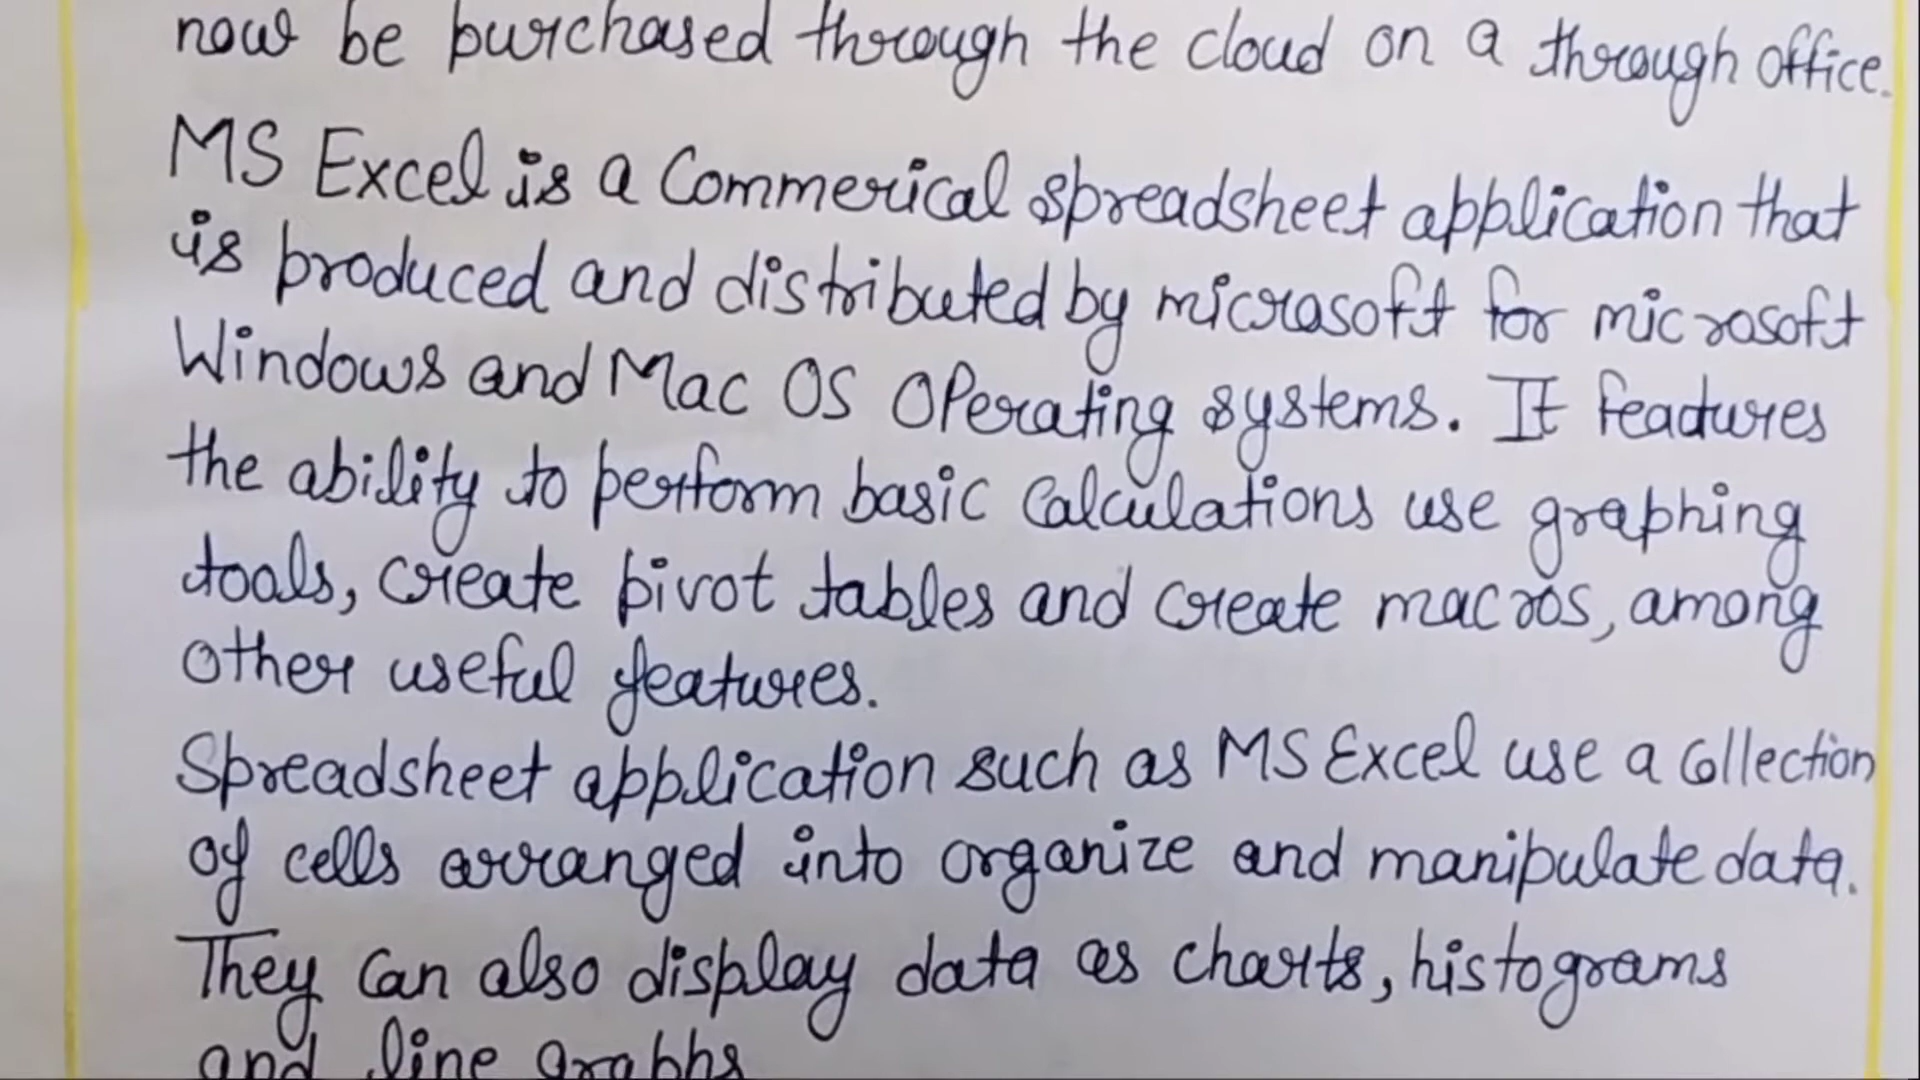 now be purchased through the cloud on a through office.
MS Excel is a Commerical spreadsheet application that
is produced and distributed by microsoft for microsoft
Windows and Mac OS OPerating systems. It features
the ability to perform basic Calculations use graphing
tools, create pivot tables and create macros, among
other useful features.
Spreadsheet application such as MS Excel use a Collection
of cells arranged into organize and manipulate data.
They Can also display data as charts, histograms
and line graphs